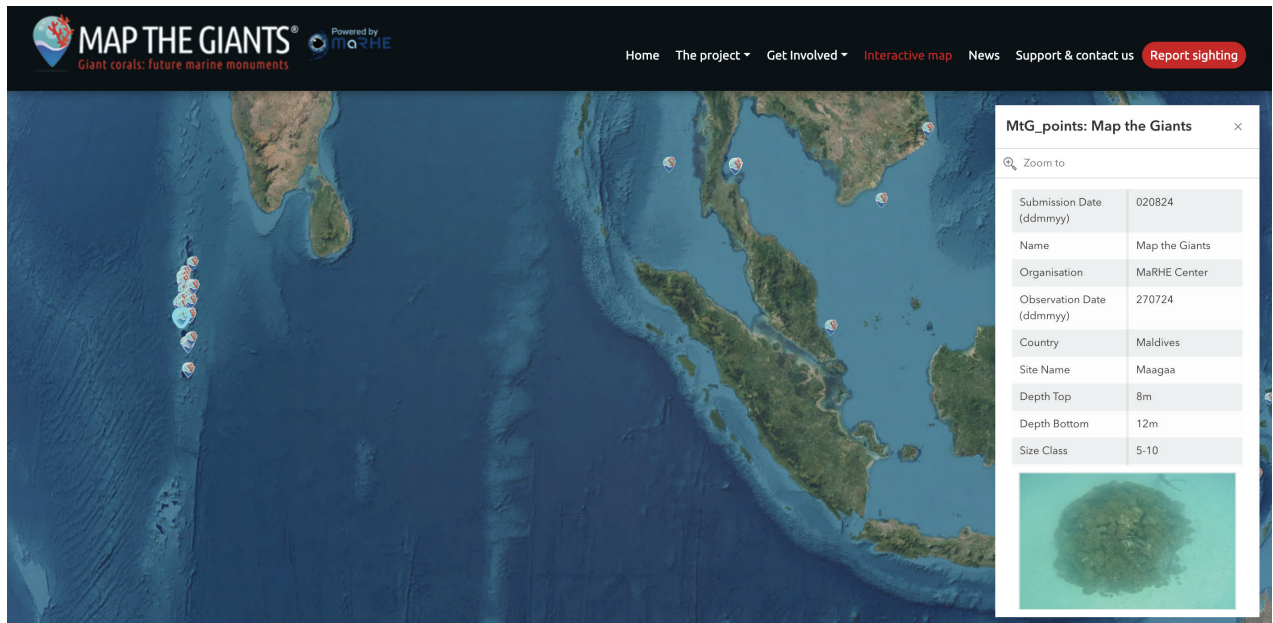 MAP THE GIANTS®
Giant corals: future marine monuments
Powered by
MaRHE
Home The project Get Involved Interactive map News Support & contact us Report sighting
MtG_points: Map the Giants ×
Zoom to
Submission Date 020824
(ddmmyy)
Name Map the Giants
Organisation MaRHE Center
Observation Date 270724
(ddmmyy)
Country Maldives
Site Name Maagaa
Depth Top 8m
Depth Bottom 12m
Size Class 5-10